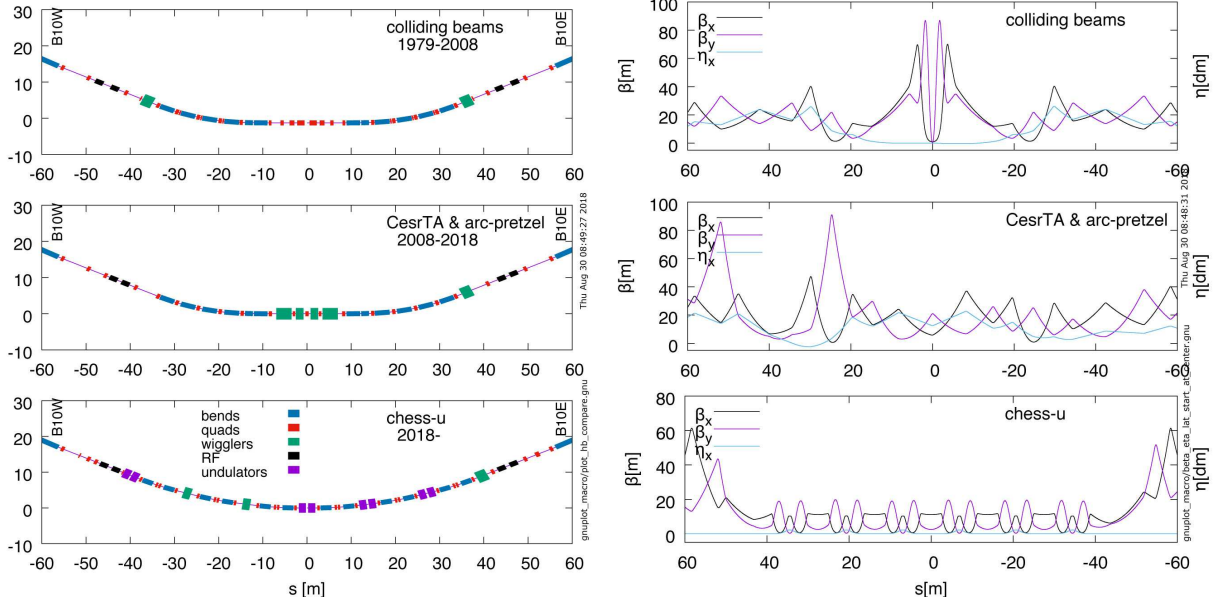 30
20
10
0
-10
B10W
colliding beams
1979-2008
B10E
-60 -50 -40 -30 -20 -10 0 10 20 30 40 50 60
30
20
10
0
-10
B10W
CesrTA & arc-pretzel
2008-2018
B10E
-60 -50 -40 -30 -20 -10 0 10 20 30 40 50 60
Thu Aug 30 08:49:27 2018
30
20
10
0
-10
B10W
bends
quads
wigglers
RF
undulators
chess-u
2018-
B10E
-60 -50 -40 -30 -20 -10 0 10 20 30 40 50 60
s [m]
gnuplot_macro/plot_hb_compare.gnu
100
80
60
40
20
0
β[m]
βx
βy
ηx
colliding beams
η[dm]
60 40 20 0 -20 -40 -60
100
80
60
40
20
0
β[m]
βx
βy
ηx
CesrTA & arc-pretzel
η[dm]
60 40 20 0 -20 -40 -60
80
60
40
20
0
β[m]
βx
βy
ηx
chess-u
η[dm]
60 40 20 0 -20 -40 -60
s[m]